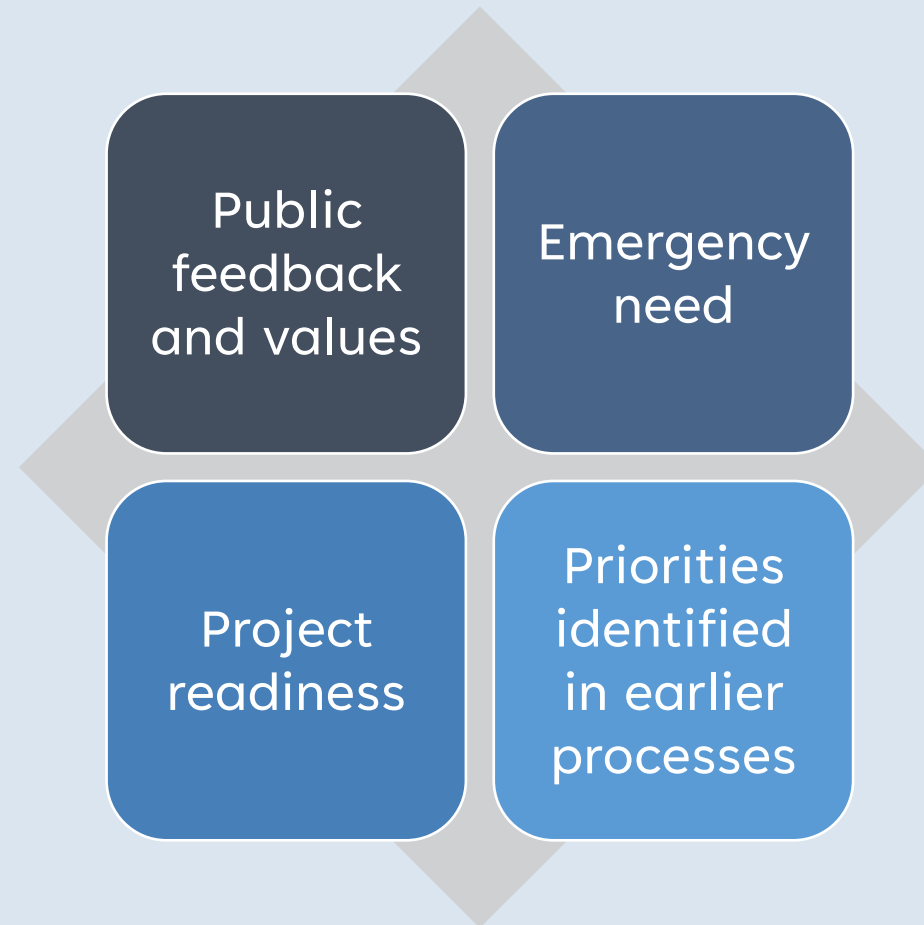 Public
feedback
and values
Emergency
need
Project
readiness
Priorities
identified
in earlier
processes